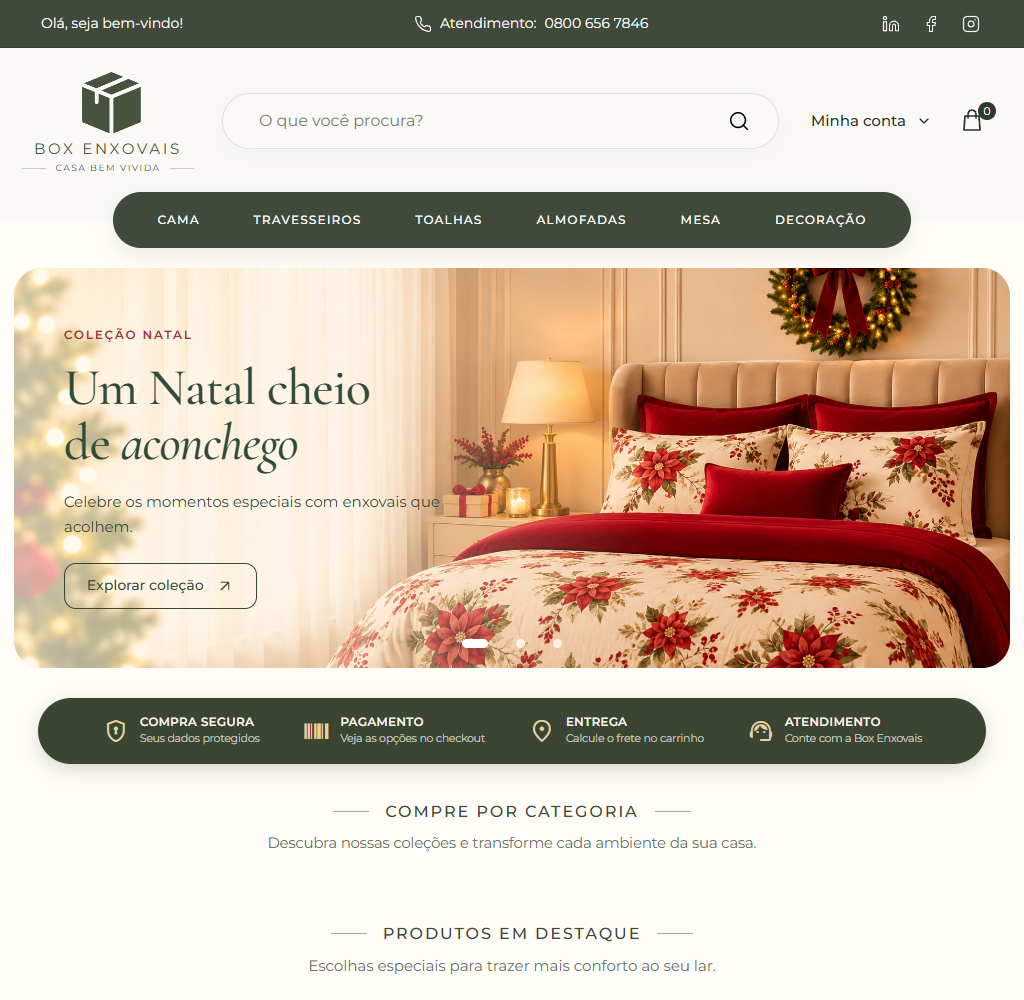 Olá, seja bem-vindo!
Atendimento: 0800 656 7846
BOX ENXOVAIS
CASA BEM VIVIDA
O que você procura?
Minha conta
0
CAMA TRAVESSEIROS TOALHAS ALMOFADAS MESA DECORAÇÃO
COLEÇÃO NATAL
Um Natal cheio
de aconchego
Celebre os momentos especiais com enxovais que
acolhem.
Explorar coleção
COMPRA SEGURA
Seus dados protegidos
PAGAMENTO
Veja as opções no checkout
ENTREGA
Calcule o frete no carrinho
ATENDIMENTO
Conte com a Box Enxovais
COMPRE POR CATEGORIA
Descubra nossas coleções e transforme cada ambiente da sua casa.
PRODUTOS EM DESTAQUE
Escolhas especiais para trazer mais conforto ao seu lar.